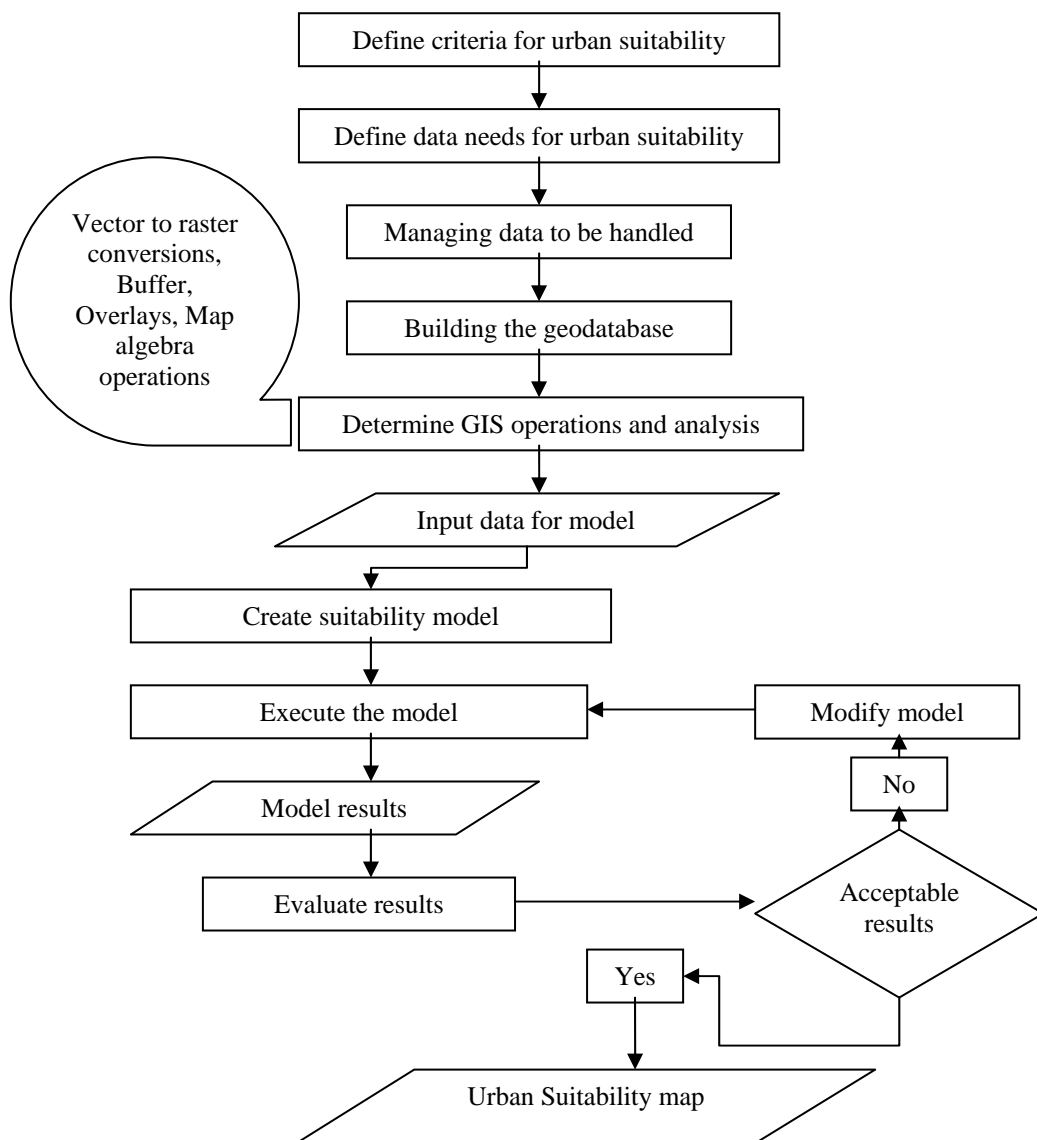 Define criteria for urban suitability
Define data needs for urban suitability
Vector to raster
conversions,
Buffer,
Overlays, Map
algebra
operations
Managing data to be handled
Building the geodatabase
Determine GIS operations and analysis
Input data for model
Create suitability model
Execute the model
Modify model
No
Model results
Evaluate results
Acceptable
results
Yes
Urban Suitability map